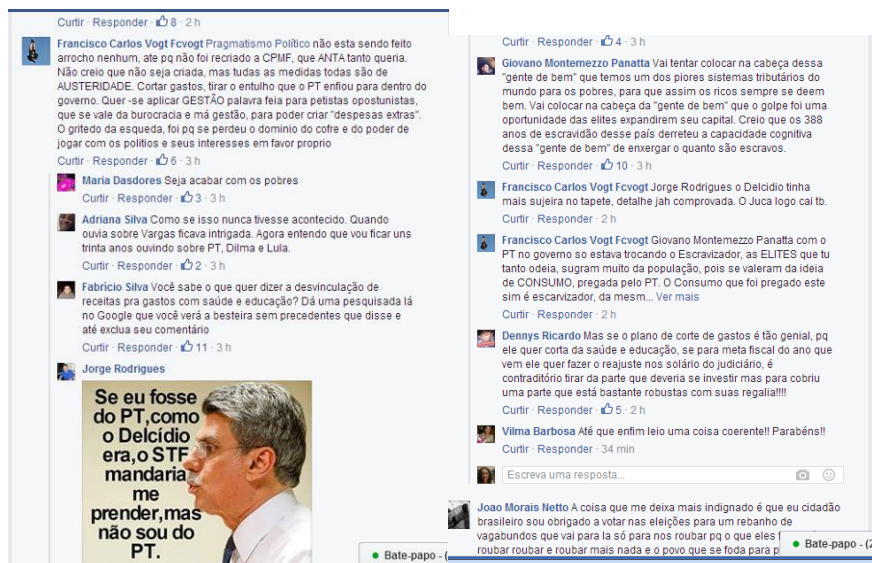 Curtir · Responder · 8 · 2 h
Francisco Carlos Vogt Fcvogt Pragmatismo Político não esta sendo feito
arrocho nenhum, ate pq não foi recriado a CPMF, que ANTA tanto queria.
Não creio que não seja criada, mas tudas as medidas todas são de
AUSTERIDADE. Cortar gastos, tirar o entulho que o PT enfiou para dentro do
governo. Quer -se aplicar GESTÃO palavra feia para petistas opostunistas,
que se vale da burocracia e má gestão, para poder criar "despesas extras".
O gritedo da esqueda, foi pq se perdeu o dominio do cofre e do poder de
jogar com os politios e seus interesses em favor proprio
Curtir · Responder · 6 · 3 h
Maria Dasdores Seja acabar com os pobres
Curtir · Responder · 3 · 3 h
Adriana Silva Como se isso nunca tivesse acontecido. Quando
ouvia sobre Vargas ficava intrigada. Agora entendo que vou ficar uns
trinta anos ouvindo sobre PT, Dilma e Lula.
Curtir · Responder · 2 · 3 h
Fabrício Silva Você sabe o que quer dizer a desvinculação de
receitas pra gastos com saúde e educação? Dá uma pesquisada lá
no Google que você verá a besteira sem precedentes que disse e
até exclua seu comentário
Curtir · Responder · 11 · 3 h
Jorge Rodrigues
Se eu fosse
do PT,como
o Delcídio
era,o STF
mandaria
me
prender,mas
não sou do
PT.
Bate-papo - (
Curtir · Responder · 4 · 3 h
Giovano Montemezzo Panatta Vai tentar colocar na cabeça dessa
"gente de bem" que temos um dos piores sistemas tributários do
mundo para os pobres, para que assim os ricos sempre se deem
bem. Vai colocar na cabeça da "gente de bem" que o golpe foi uma
oportunidade das elites expandirem seu capital. Creio que os 388
anos de escravidão desse país derreteu a capacidade cognitiva
dessa "gente de bem" de enxergar o quanto são escravos.
Curtir · Responder · 10 · 3 h
Francisco Carlos Vogt Fcvogt Jorge Rodrigues o Delcidio tinha
mais sujeira no tapete, detalhe jah comprovada. O Juca logo cai tb.
Curtir · Responder · 2 h
Francisco Carlos Vogt Fcvogt Giovano Montemezzo Panatta com o
PT no governo so estava trocando o Escravizador, as ELITES que tu
tanto odeia, sugram muito da população, pois se valeram da ideia
de CONSUMO, pregada pelo PT. O Consumo que foi pregado este
sim é escarvizador, da mesm... Ver mais
Curtir · Responder · 2 h
Dennys Ricardo Mas se o plano de corte de gastos é tão genial, pq
ele quer corta da saúde e educação, se para meta fiscal do ano que
vem ele quer fazer o reajuste nos salário do judiciário, é
contraditório tirar da parte que deveria se investir mas para cobriu
uma parte que está bastante robustas com suas regalia!!!!
Curtir · Responder · 5 · 2 h
Vilma Barbosa Até que enfim leio uma coisa coerente!! Parabéns!!
Curtir · Responder · 34 min
Escreva uma resposta...
Joao Morais Netto A coisa que me deixa mais indignado é que eu cidadão
brasileiro sou obrigado a votar nas eleições para um rebanho de
vagabundos que vai para la só para nos roubar pq o que eles
roubar roubar e roubar mais nada e o povo que se foda para
Bate-papo - (2